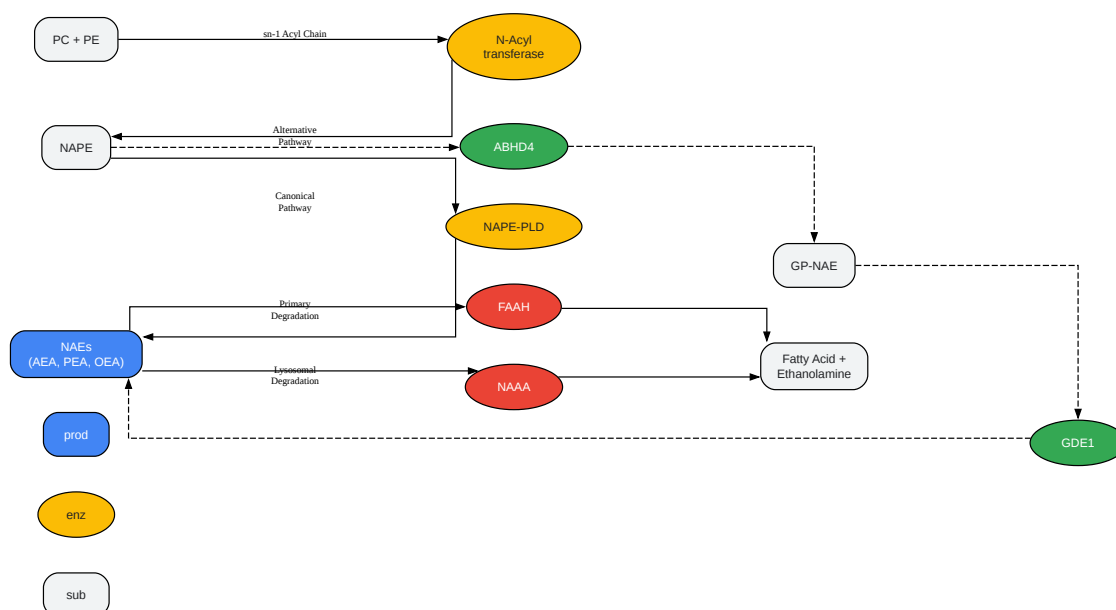 PC + PE
sn-1 Acyl Chain
N-Acyl
transferase
NAPE
Alternative
Pathway
ABHD4
Canonical
Pathway
NAPE-PLD
GP-NAE
Primary
Degradation
FAAH
NAEs
(AEA, PEA, OEA)
Fatty Acid +
Ethanolamine
Lysosomal
Degradation
NAAA
prod
GDE1
enz
sub